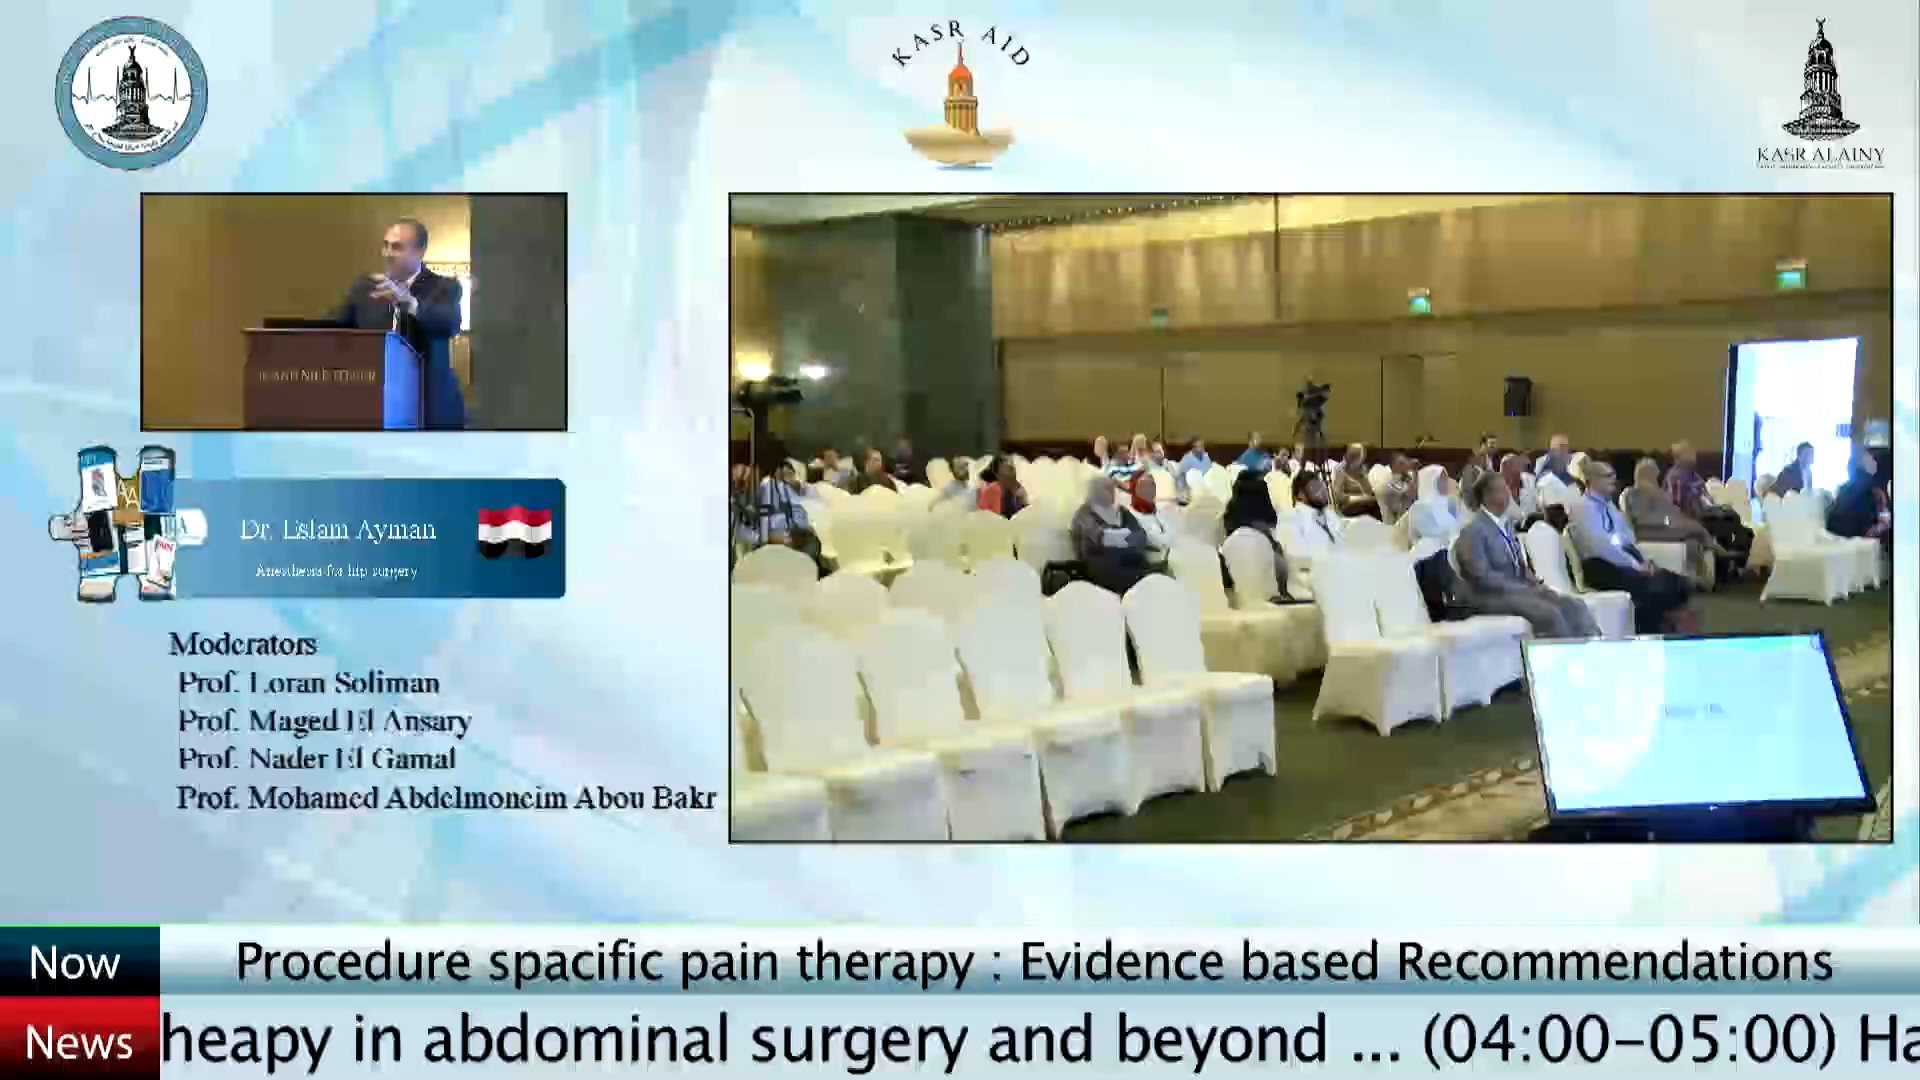 KASR AID
KASR ALAINY
Dr. Eslam Ayman
Anesthesia for hip surgery
Moderators
Prof. Loran Soliman
Prof. Maged El Ansary
Prof. Nader El Gamal
Prof. Mohamed Abdelmoneim Abou Bakr
Now
Procedure spacific pain therapy : Evidence based Recommendations
News
heapy in abdominal surgery and beyond ... (04:00-05:00) Ha